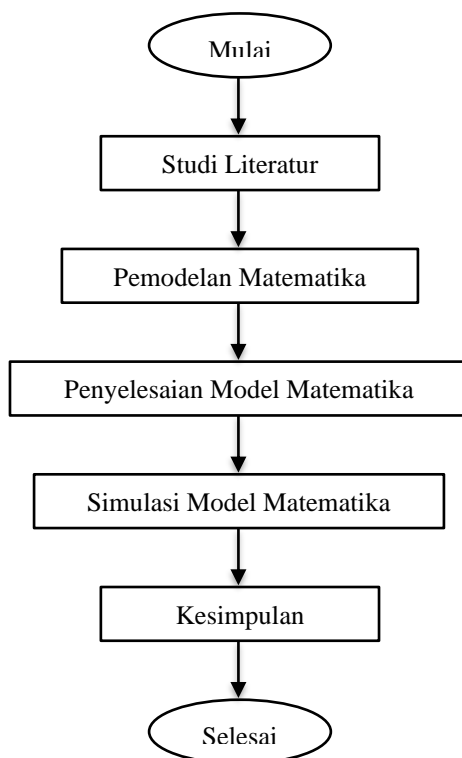 Mulai
Studi Literatur
Pemodelan Matematika
Penyelesaian Model Matematika
Simulasi Model Matematika
Kesimpulan
Selesai